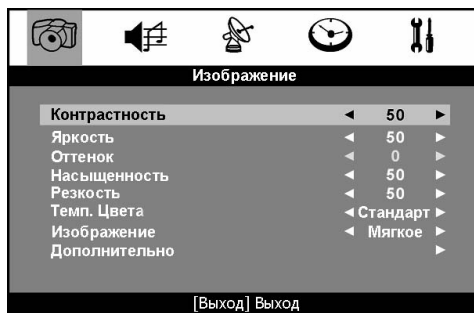 Изображение
Контрастность 50
Яркость 50
Оттенок 0
Насыщенность 50
Резкость 50
Темп. Цвета Стандарт
Изображение Мягкое
Дополнительно
[Выход] Выход